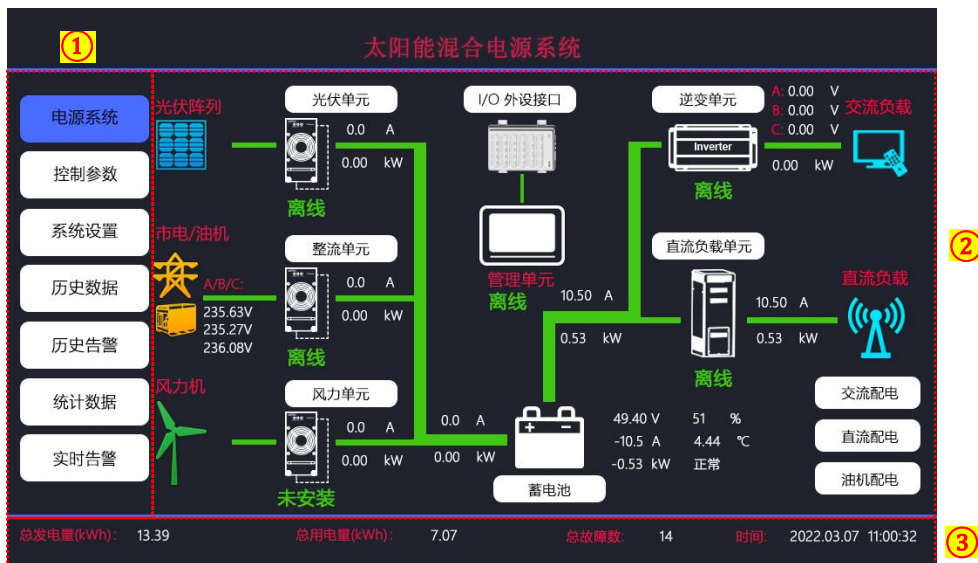 ①
太阳能混合电源系统
电源系统
控制参数
系统设置
历史数据
历史告警
统计数据
实时告警
光伏阵列
光伏单元
0.0 A
0.00 kW
离线
市电/油机
A/B/C:
235.63V
235.27V
236.08V
整流单元
0.0 A
0.00 kW
离线
风力机
风力单元
0.0 A
0.00 kW
未安装
I/O 外设接口
管理单元
离线
逆变单元
Inverter
离线
A: 0.00 V
B: 0.00 V
C: 0.00 V
0.00 kW
交流负载
②
直流负载单元
10.50 A
0.53 kW
离线
10.50 A
0.53 kW
直流负载
0.0 A
0.00 kW
蓄电池
49.40 V 51 %
-10.5 A 4.44 ℃
-0.53 kW 正常
交流配电
直流配电
油机配电
总发电量(kWh): 13.39 总用电量(kWh): 7.07 总故障数: 14 时间: 2022.03.07 11:00:32
③